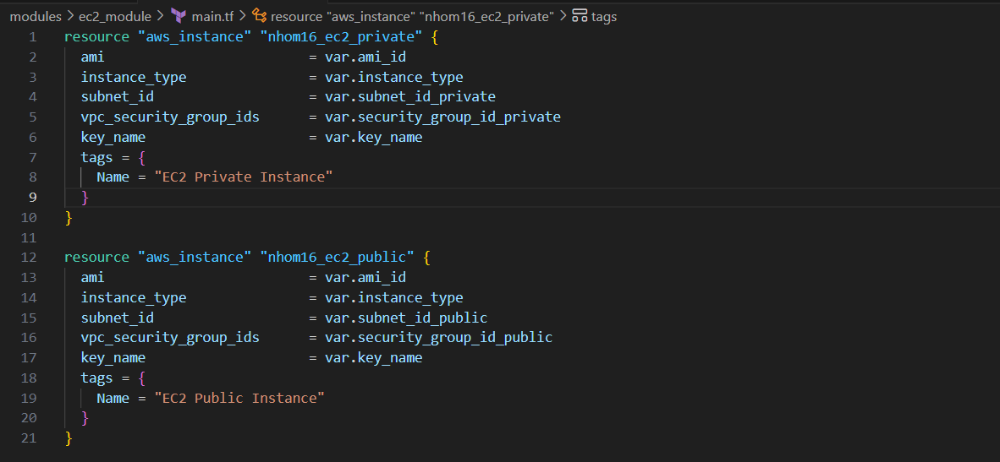 modules > ec2_module > main.tf > resource "aws_instance" "nhom16_ec2_private" > tags
1 resource "aws_instance" "nhom16_ec2_private" {
2 ami = var.ami_id
3 instance_type = var.instance_type
4 subnet_id = var.subnet_id_private
5 vpc_security_group_ids = var.security_group_id_private
6 key_name = var.key_name
7 tags = {
8 Name = "EC2 Private Instance"
9 }
10 }
11
12 resource "aws_instance" "nhom16_ec2_public" {
13 ami = var.ami_id
14 instance_type = var.instance_type
15 subnet_id = var.subnet_id_public
16 vpc_security_group_ids = var.security_group_id_public
17 key_name = var.key_name
18 tags = {
19 Name = "EC2 Public Instance"
20 }
21 }